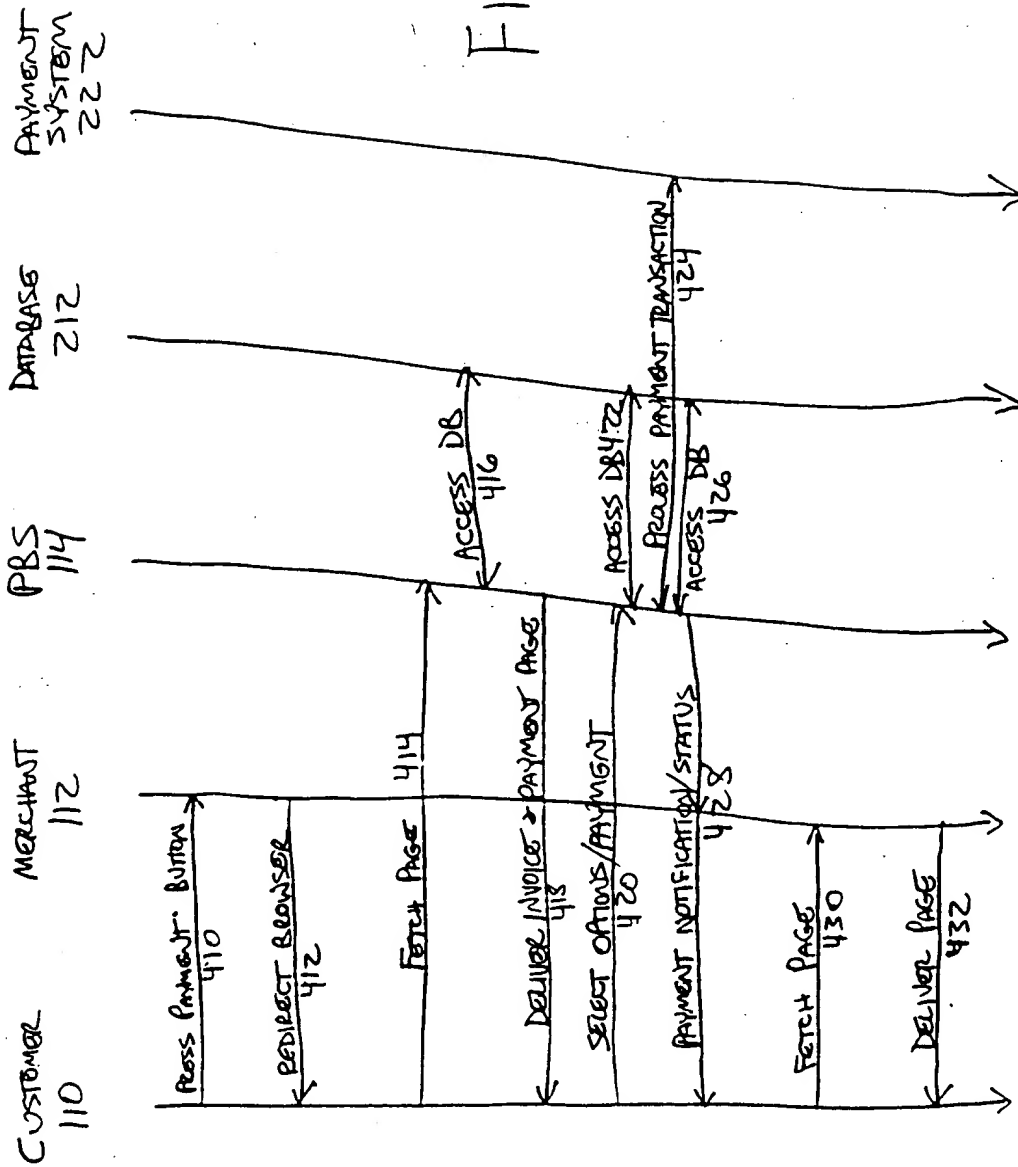 CUSTOMER
110
MERCHANT
112
PBS
114
DATABASE
212
PAYMENT
SYSTEM
222
PRESS PAYMENT BUTTON
410
REDIRECT BROWSER
412
FETCH PAGE 414
ACCESS DB
416
DELIVER INVOICE & PAYMENT PAGE
418
SELECT OPTIONS/PAYMENT
420
ACCESS DB 422
PROCESS PAYMENT TRANSACTION
424
ACCESS DB
426
PAYMENT NOTIFICATION/STATUS
428
FETCH PAGE
430
DELIVER PAGE
432